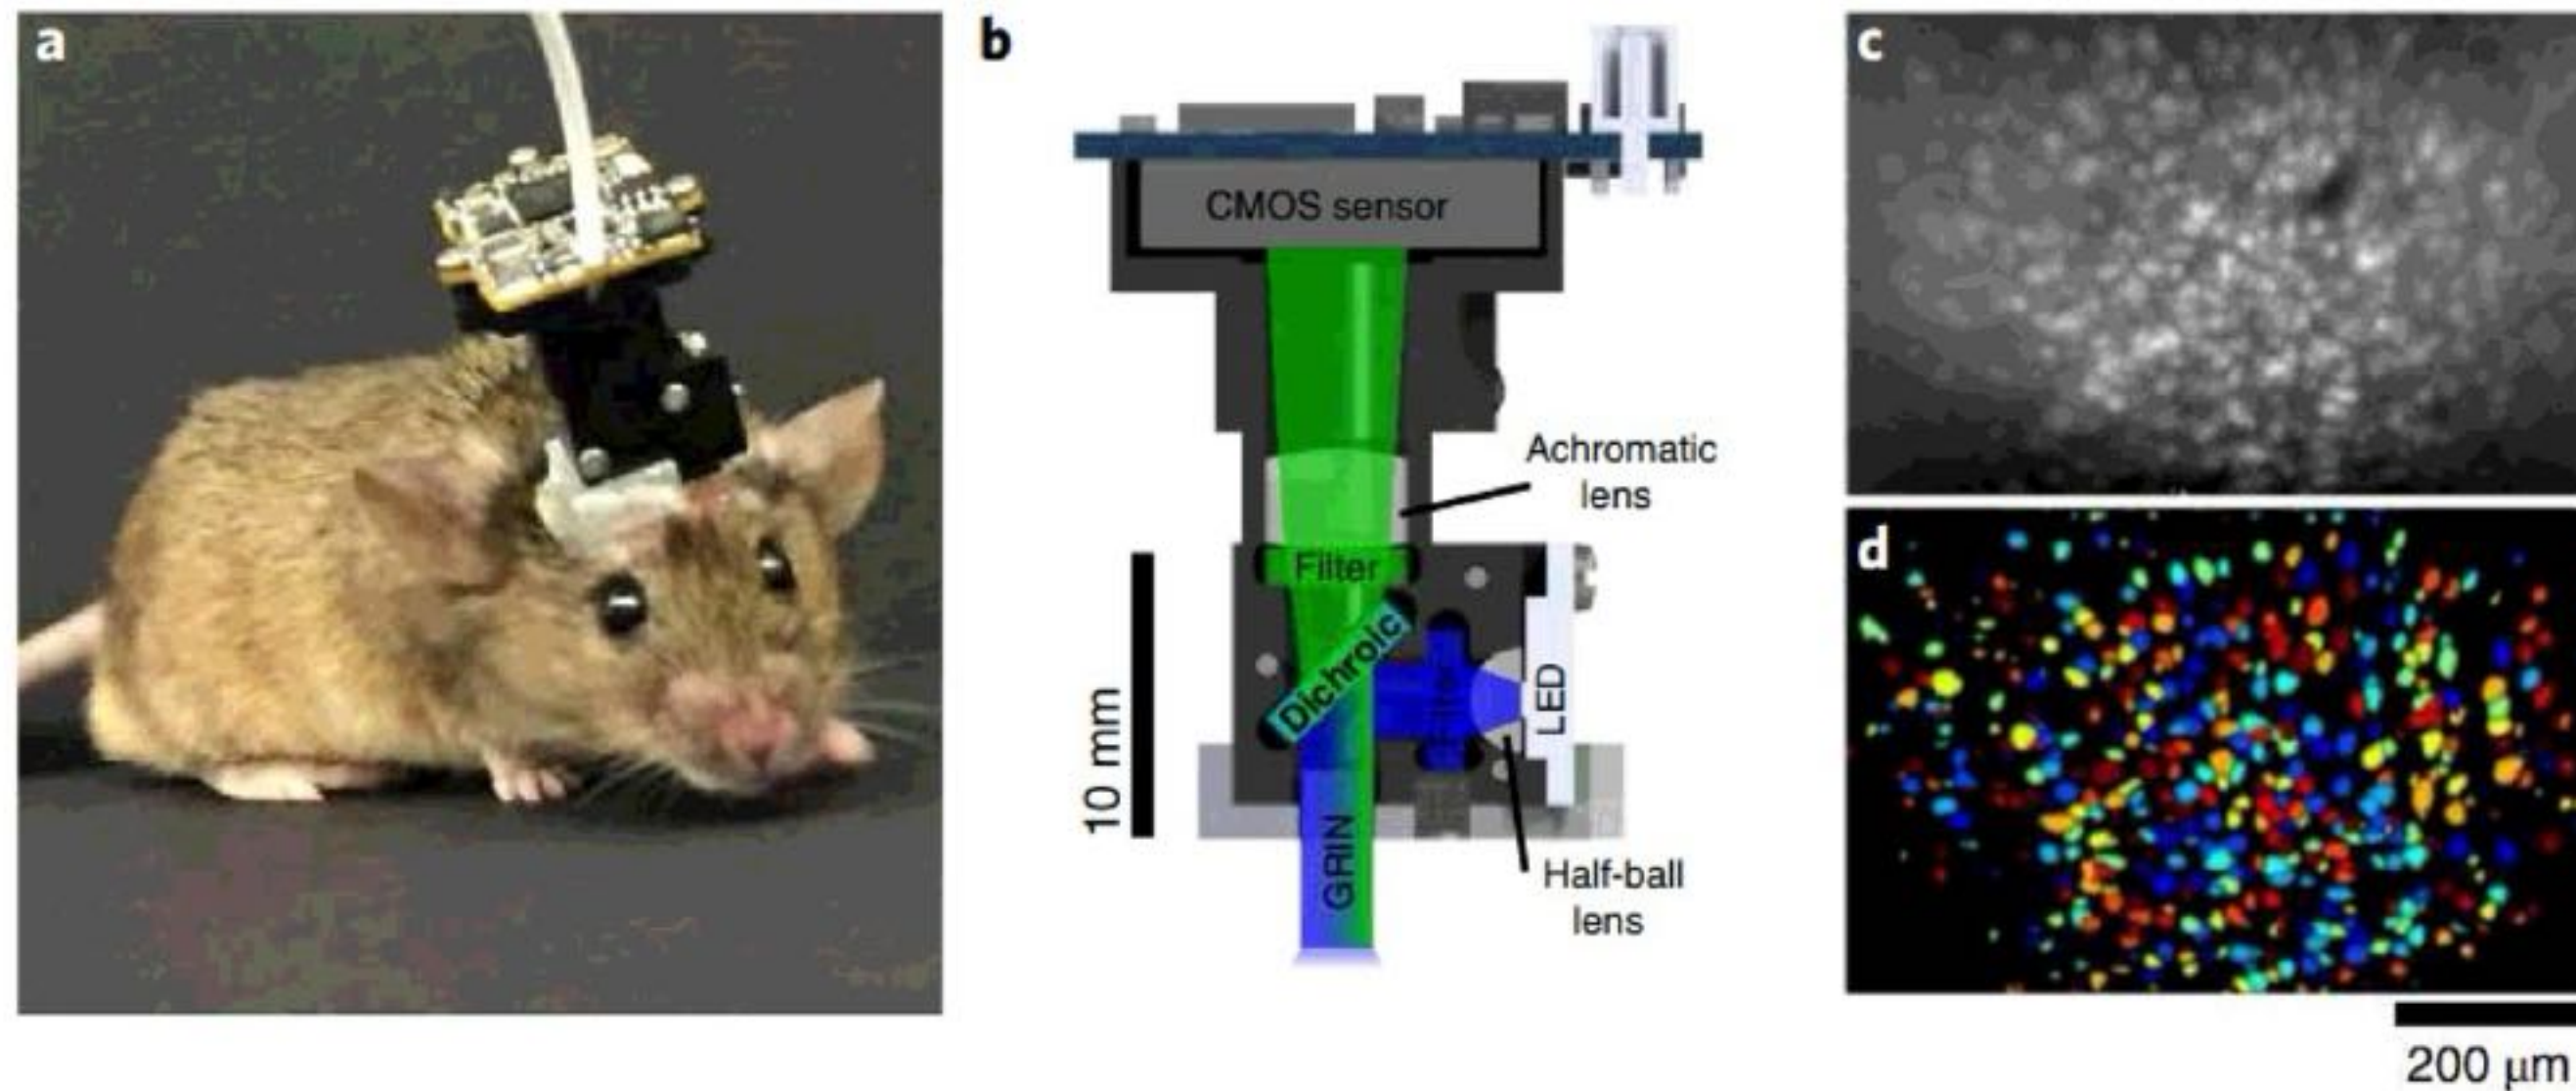 a
b
CMOS sensor
Achromatic
lens
Filter
Dichroic
LED
10 mm
GRIN
Half-ball
lens
c
d
200 μm